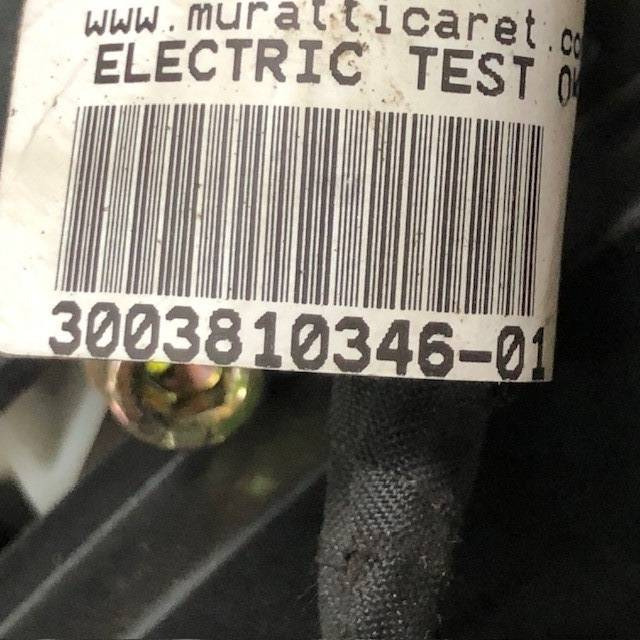 www.muratticaret.co
ELECTRIC TEST
3003810346-01